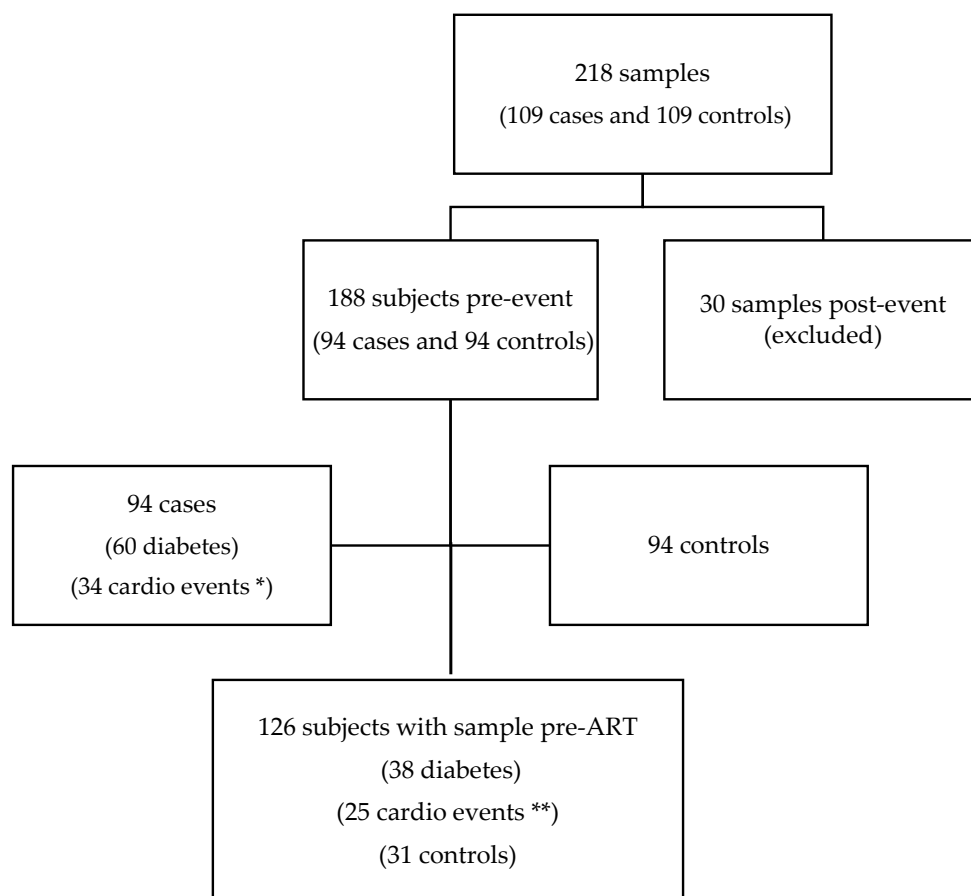 218 samples
(109 cases and 109 controls)
188 subjects pre-event
(94 cases and 94 controls)
30 samples post-event
(excluded)
94 cases
(60 diabetes)
(34 cardio events *)
94 controls
126 subjects with sample pre-ART
(38 diabetes)
(25 cardio events **)
(31 controls)